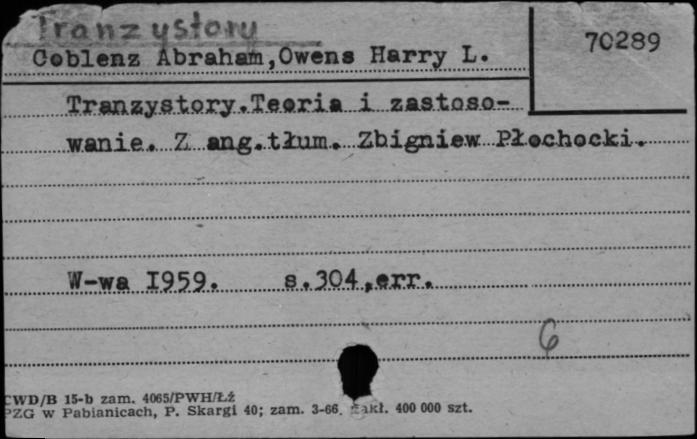 Tranzystory
70289
Coblenz Abraham,Owens Harry L.
Tranzystory.Teoria i zastoso-
wanie. Z ang.tłum. Zbigniew Płochocki.
W-wa I959. s.304,err.
6
CWD/B 15-b zam. 4065/PWH/Łź
PZG w Pabianicach, P. Skargi 40; zam. 3-66. Nakł. 400 000 szt.